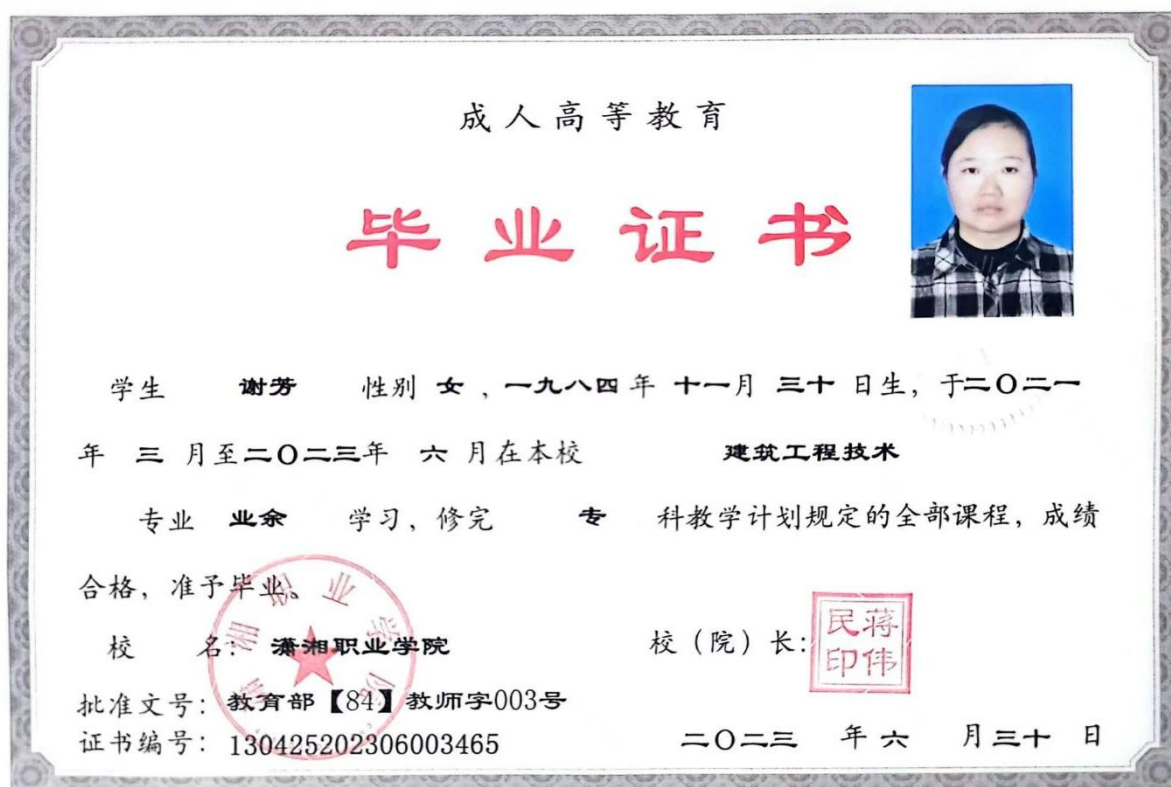 成人高等教育
毕业证书
学生 谢芳 性别 女 , 一九八四 年 十一月 三十 日生, 于二〇二一
年 三 月至二〇二三年 六 月在本校 建筑工程技术
专业 业余 学习, 修完 专 科教学计划规定的全部课程, 成绩
合格, 准予毕业。
潇湘职业学院
校 名: 潇湘职业学院 校(院)长: 蒋伟民印
批准文号: 教育部【84】教师字003号
证书编号: 130425202306003465 二〇二三 年 六 月 三十 日